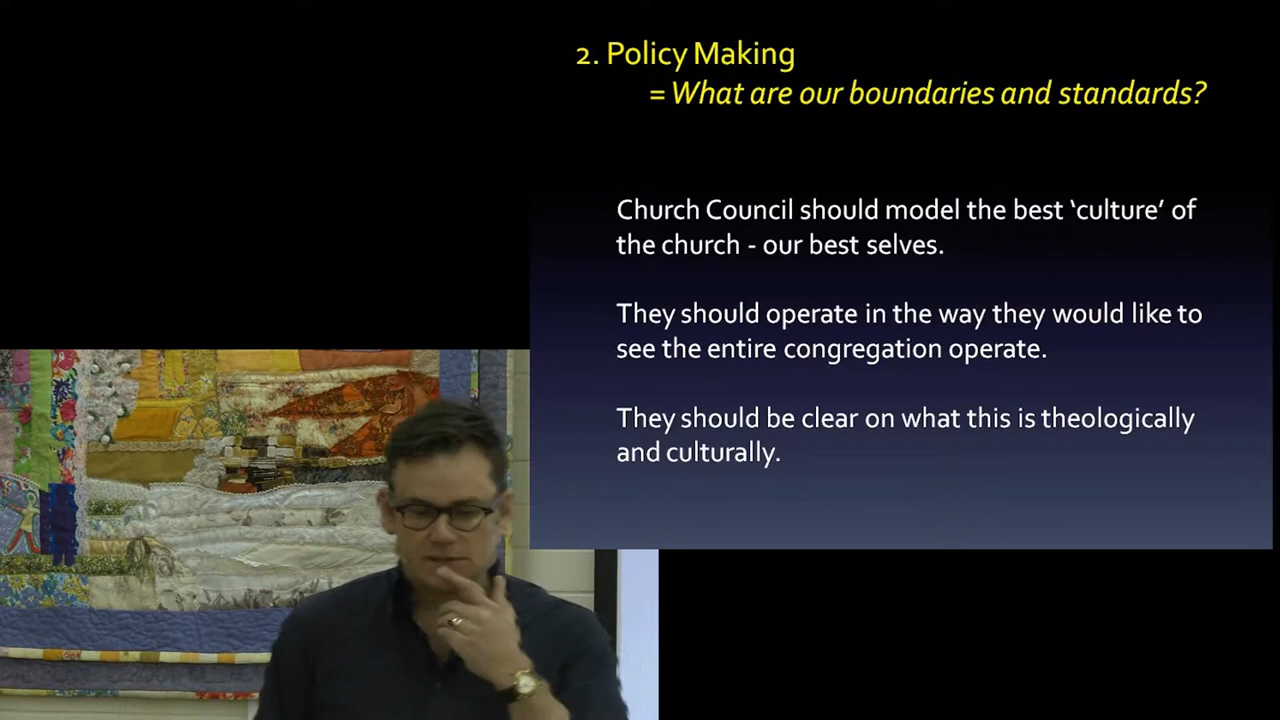 2. Policy Making
= What are our boundaries and standards?
Church Council should model the best ‘culture’ of
the church - our best selves.
They should operate in the way they would like to
see the entire congregation operate.
They should be clear on what this is theologically
and culturally.